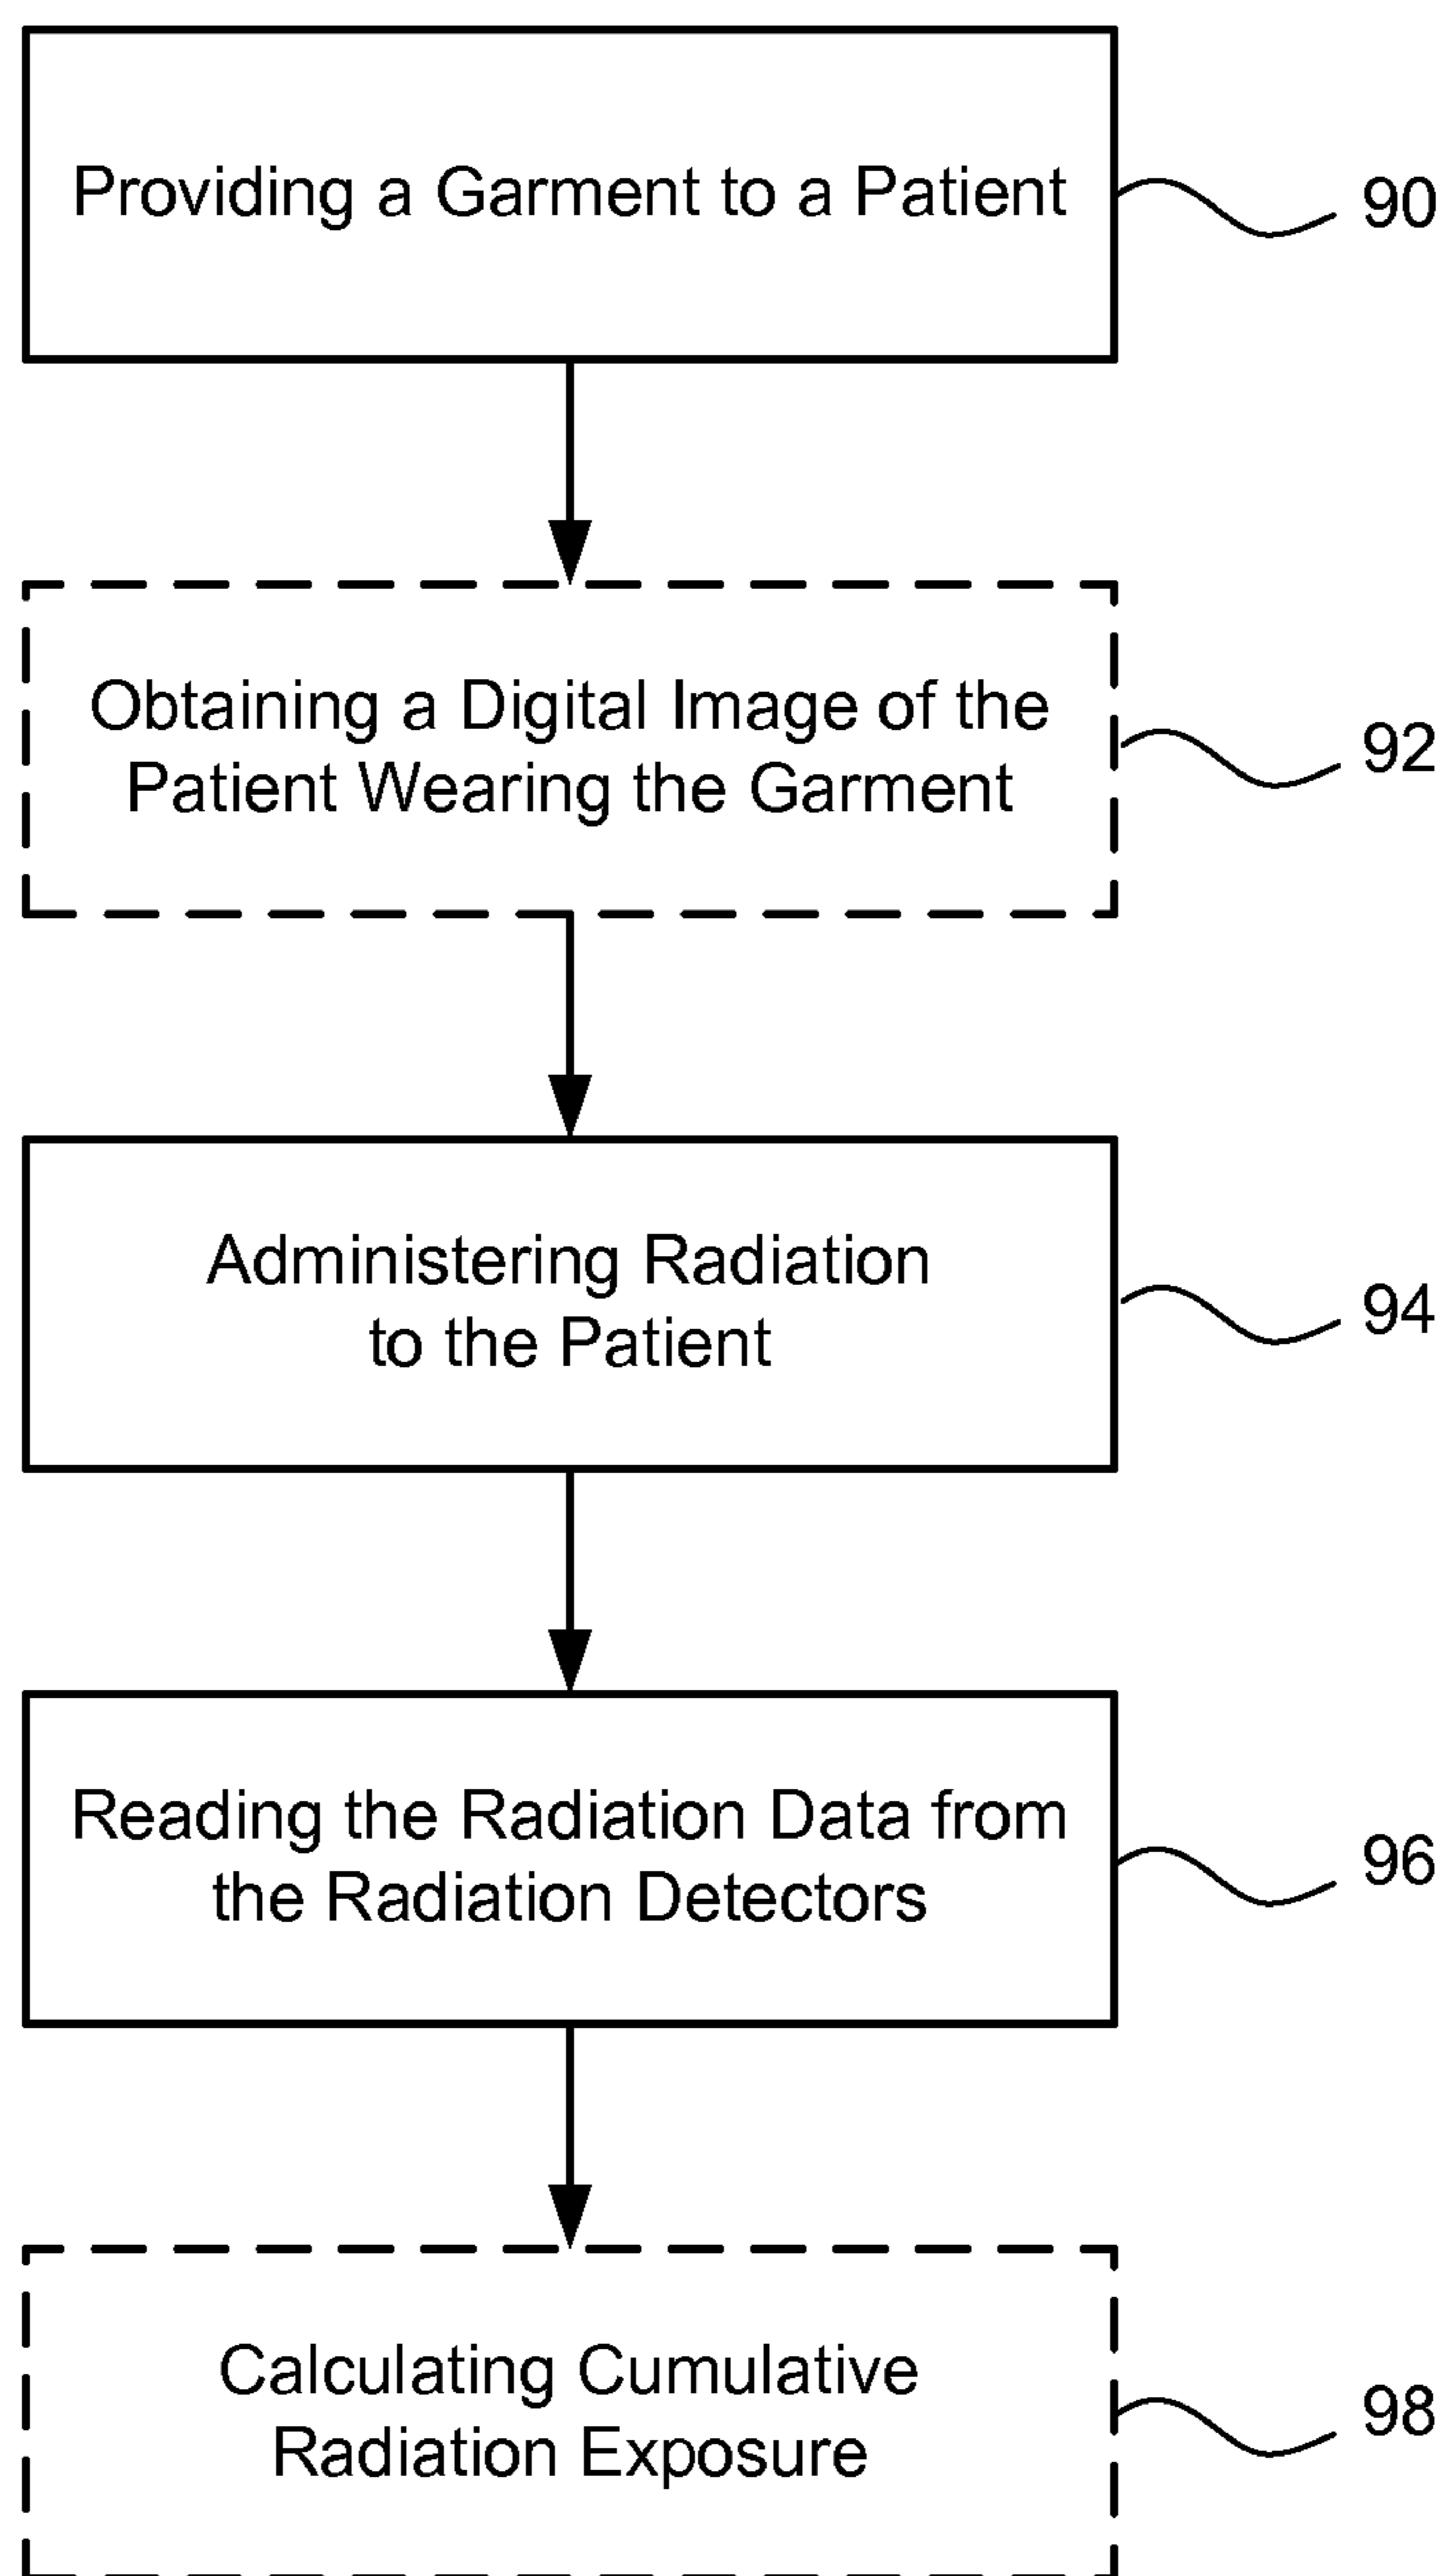 Providing a Garment to a Patient
90
Obtaining a Digital Image of the
Patient Wearing the Garment
92
Administering Radiation
to the Patient
94
Reading the Radiation Data from
the Radiation Detectors
96
Calculating Cumulative
Radiation Exposure
98